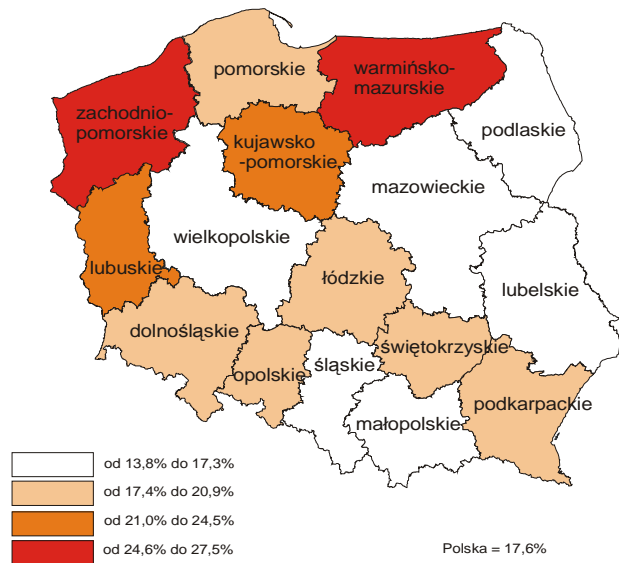 pomorskie
warmińsko-
mazurskie
zachodnio-
pomorskie
podlaskie
kujawsko
-pomorskie
mazowieckie
wielkopolskie
lubuskie
łódzkie
lubelskie
dolnośląskie
świętokrzyskie
śląskie
opolskie
podkarpackie
małopolskie
od 13,8% do 17,3%
od 17,4% do 20,9%
od 21,0% do 24,5%
od 24,6% do 27,5%
Polska = 17,6%